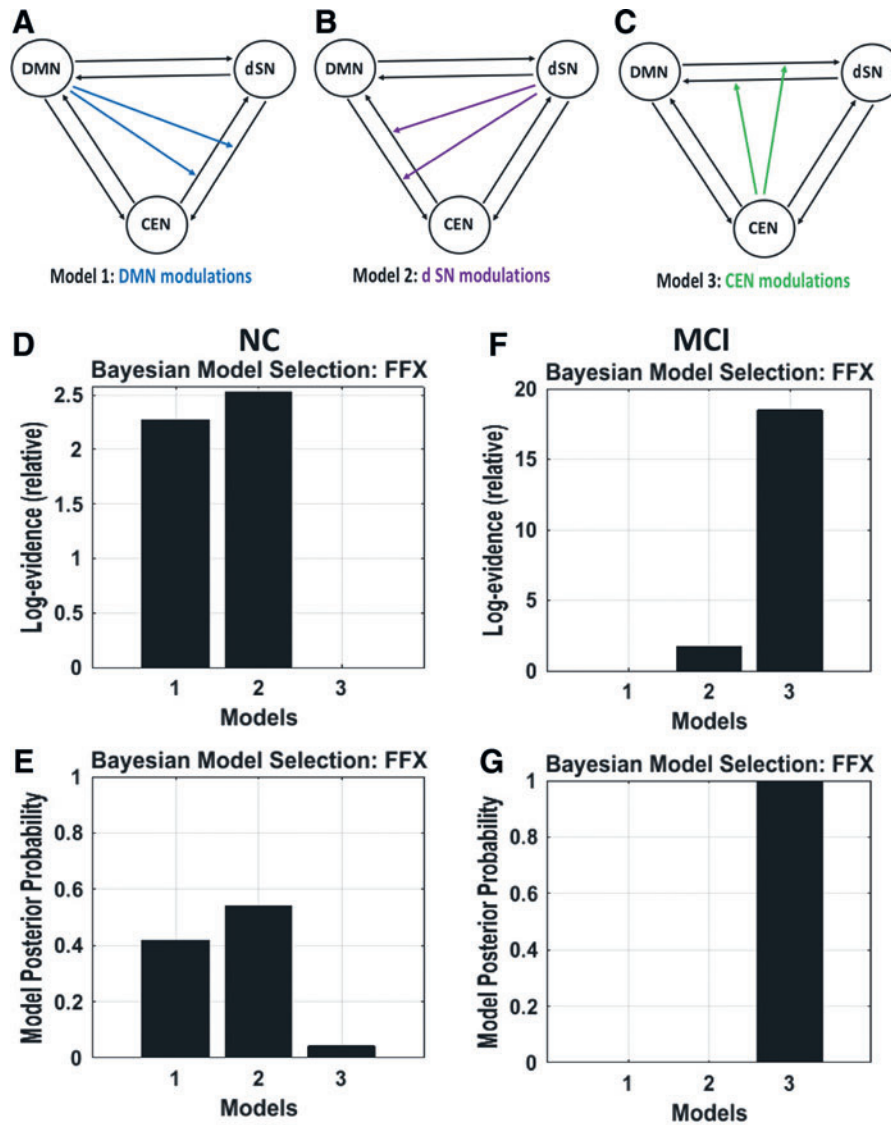 A
B
C
DMN
dSN
CEN
DMN
dSN
CEN
DMN
dSN
CEN
Model 1: DMN modulations
Model 2: d SN modulations
Model 3: CEN modulations
D
NC
Bayesian Model Selection: FFX
Log-evidence (relative)
2.5
2
1.5
1
0.5
0
1 2 3
Models
F
MCI
Bayesian Model Selection: FFX
Log-evidence (relative)
20
15
10
5
0
1 2 3
Models
E
Bayesian Model Selection: FFX
Model Posterior Probability
1
0.8
0.6
0.4
0.2
0
1 2 3
Models
G
Bayesian Model Selection: FFX
Model Posterior Probability
1
0.8
0.6
0.4
0.2
0
1 2 3
Models